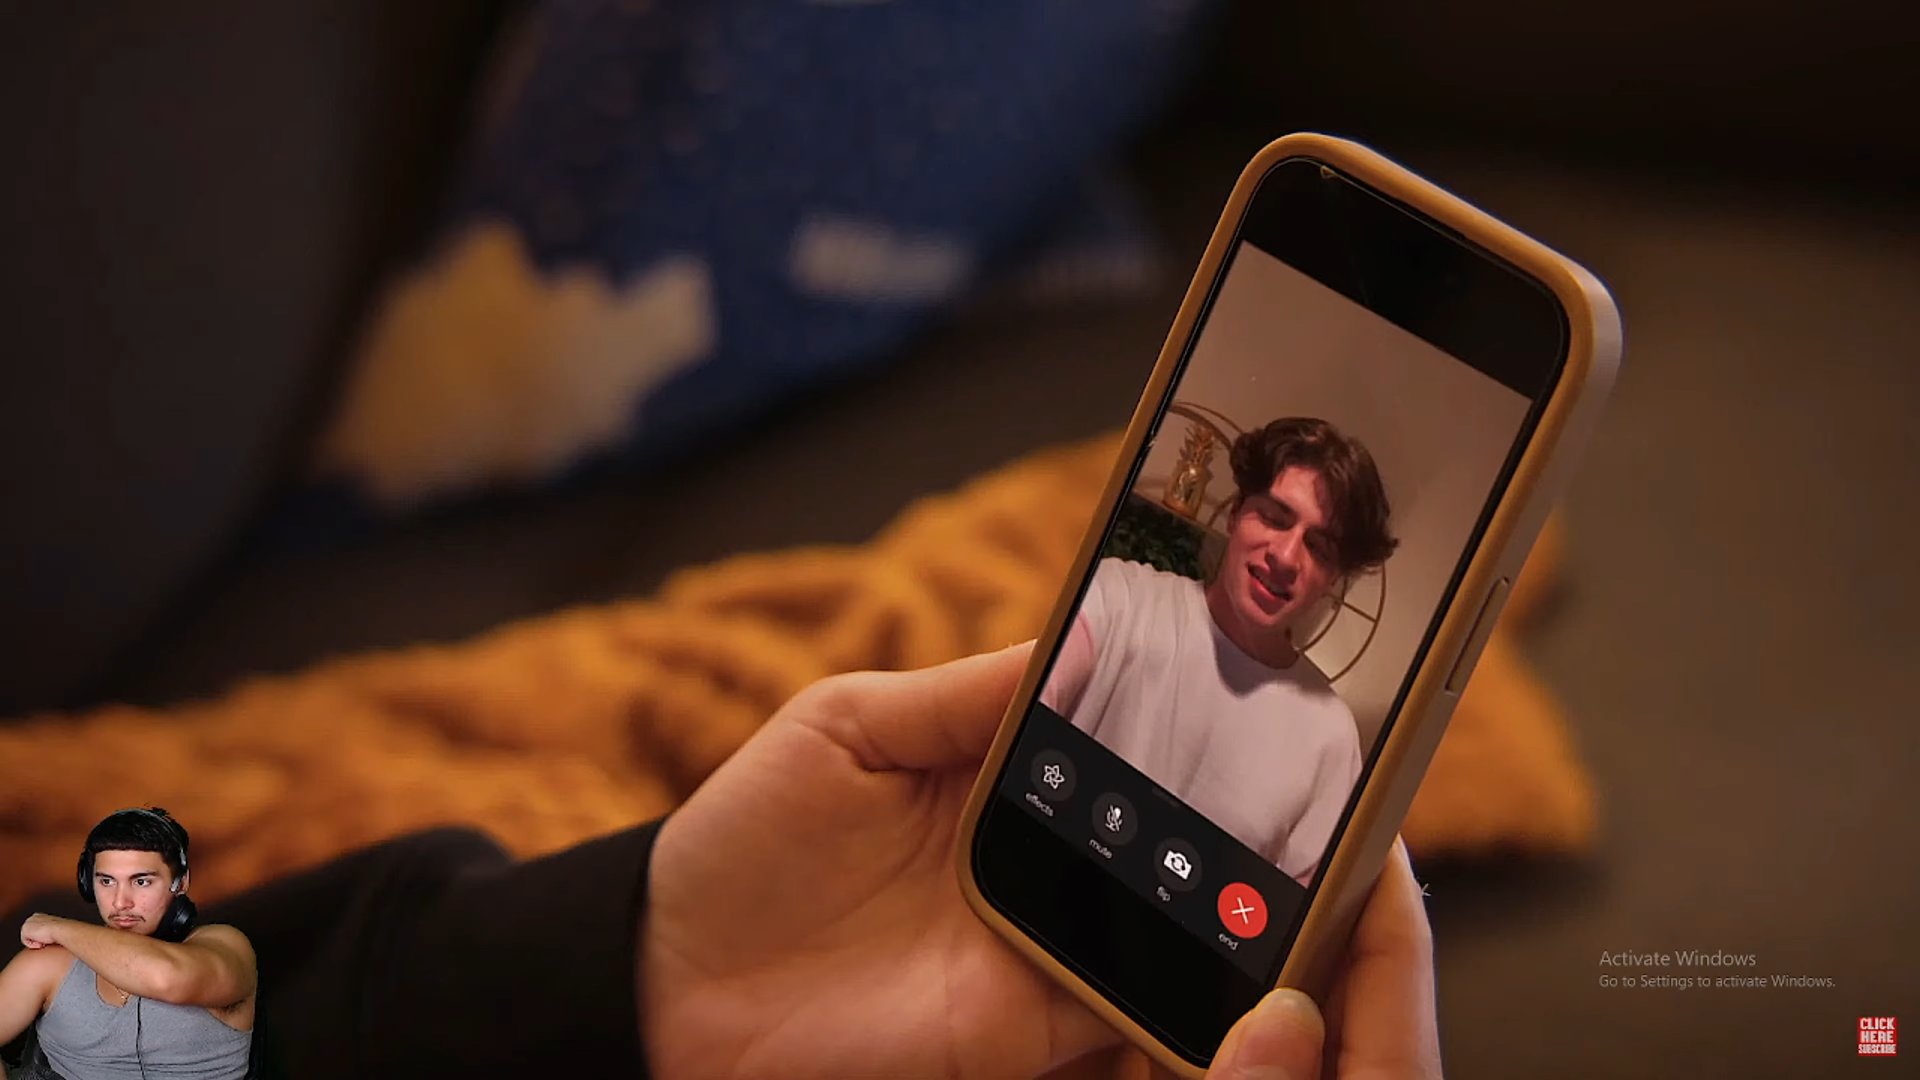 effects
mute
flip
end
Activate Windows
Go to Settings to activate Windows.
CLICK
HERE
SUBSCRIBE